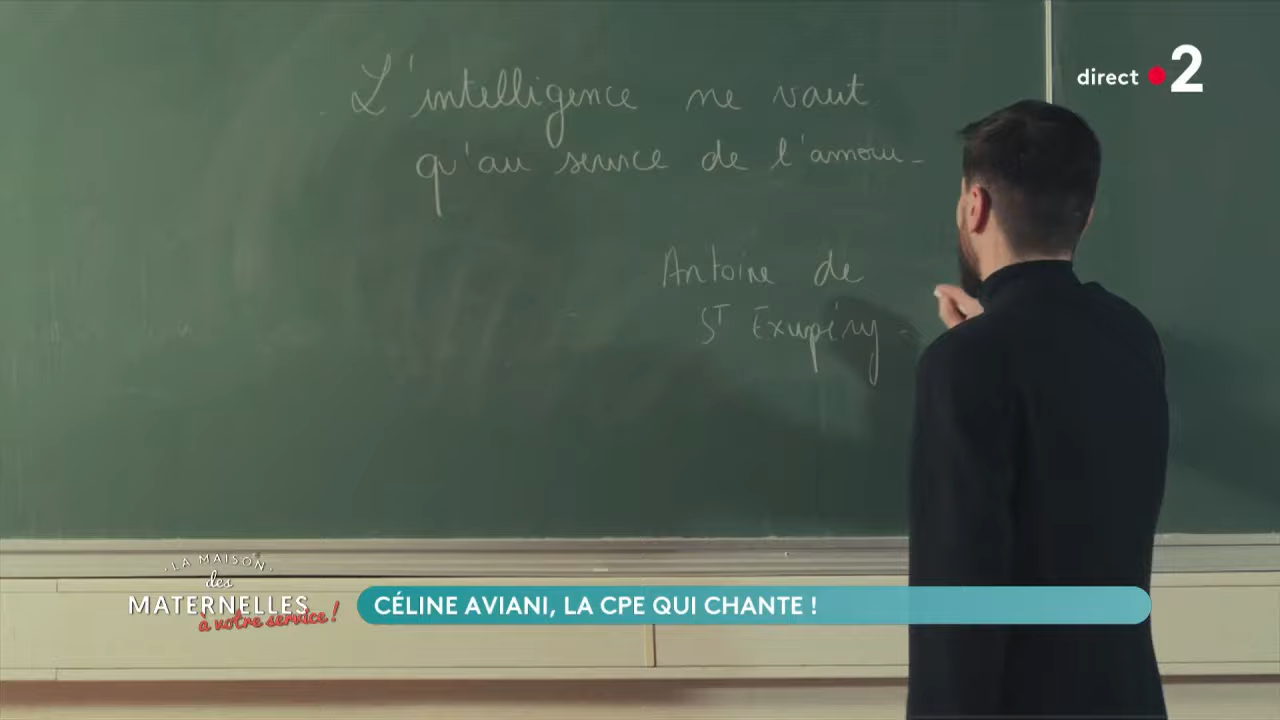 L'intelligence ne vaut
qu'au service de l'amour
Antoine de
ST Exupéry
direct 2
LA MAISON
des
MATERNELLES
à votre service !
CÉLINE AVIANI, LA CPE QUI CHANTE !